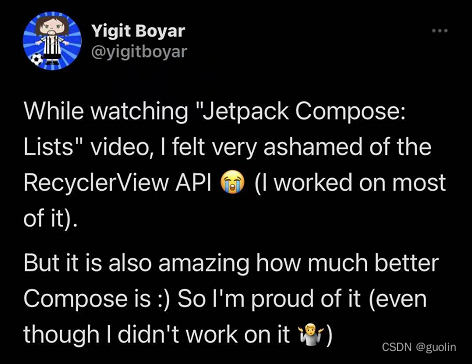 Yigit Boyar
@yigitboyar
While watching "Jetpack Compose:
Lists" video, I felt very ashamed of the
RecyclerView API 😭 (I worked on most
of it).
But it is also amazing how much better
Compose is :) So I'm proud of it (even
though I didn't work on it 🤷)
CSDN @guolin